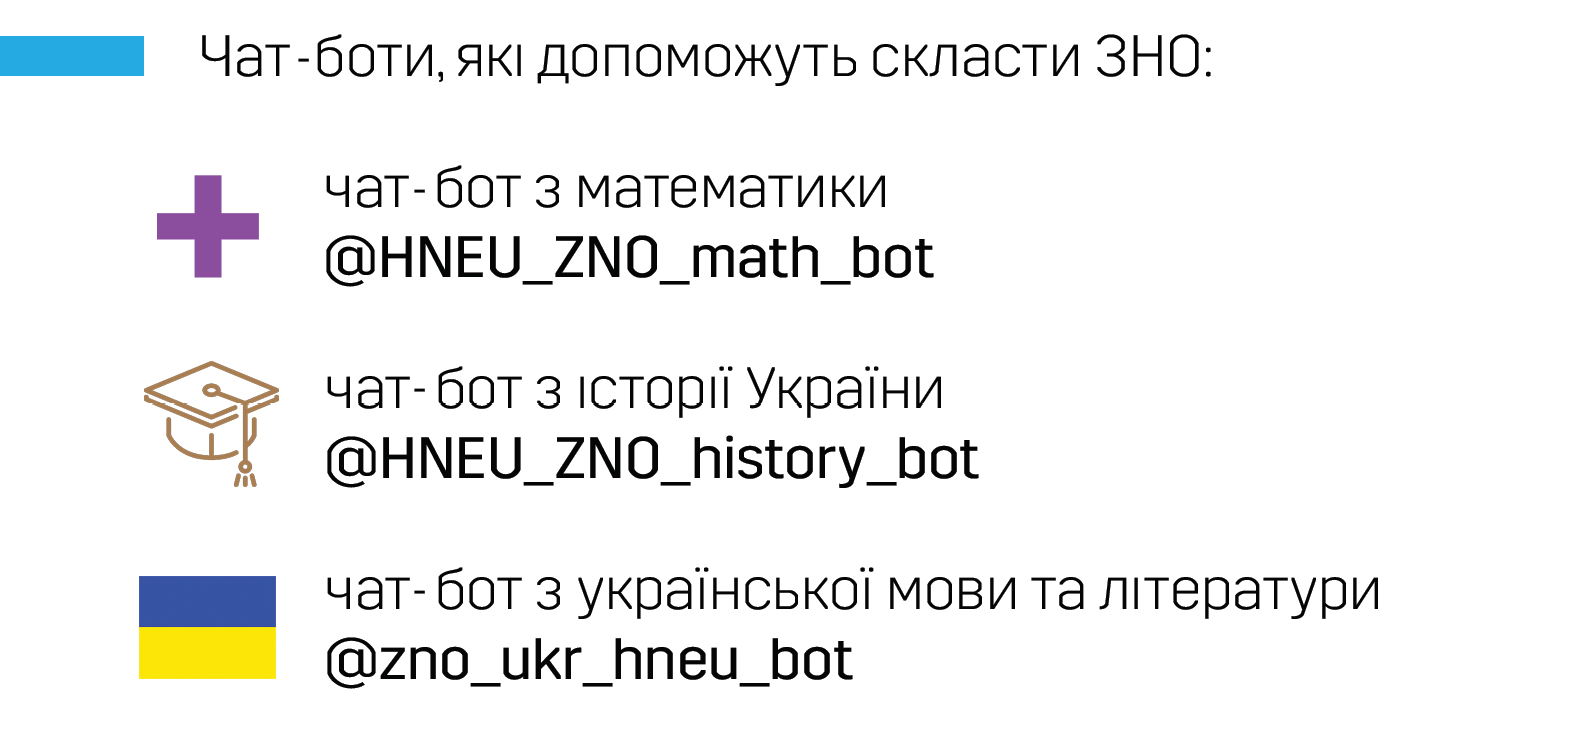 Чат-боти, які допоможуть скласти ЗНО:
чат-бот з математики
@HNEU_ZNO_math_bot
чат-бот з історії України
@HNEU_ZNO_history_bot
чат-бот з української мови та літератури
@zno_ukr_hneu_bot